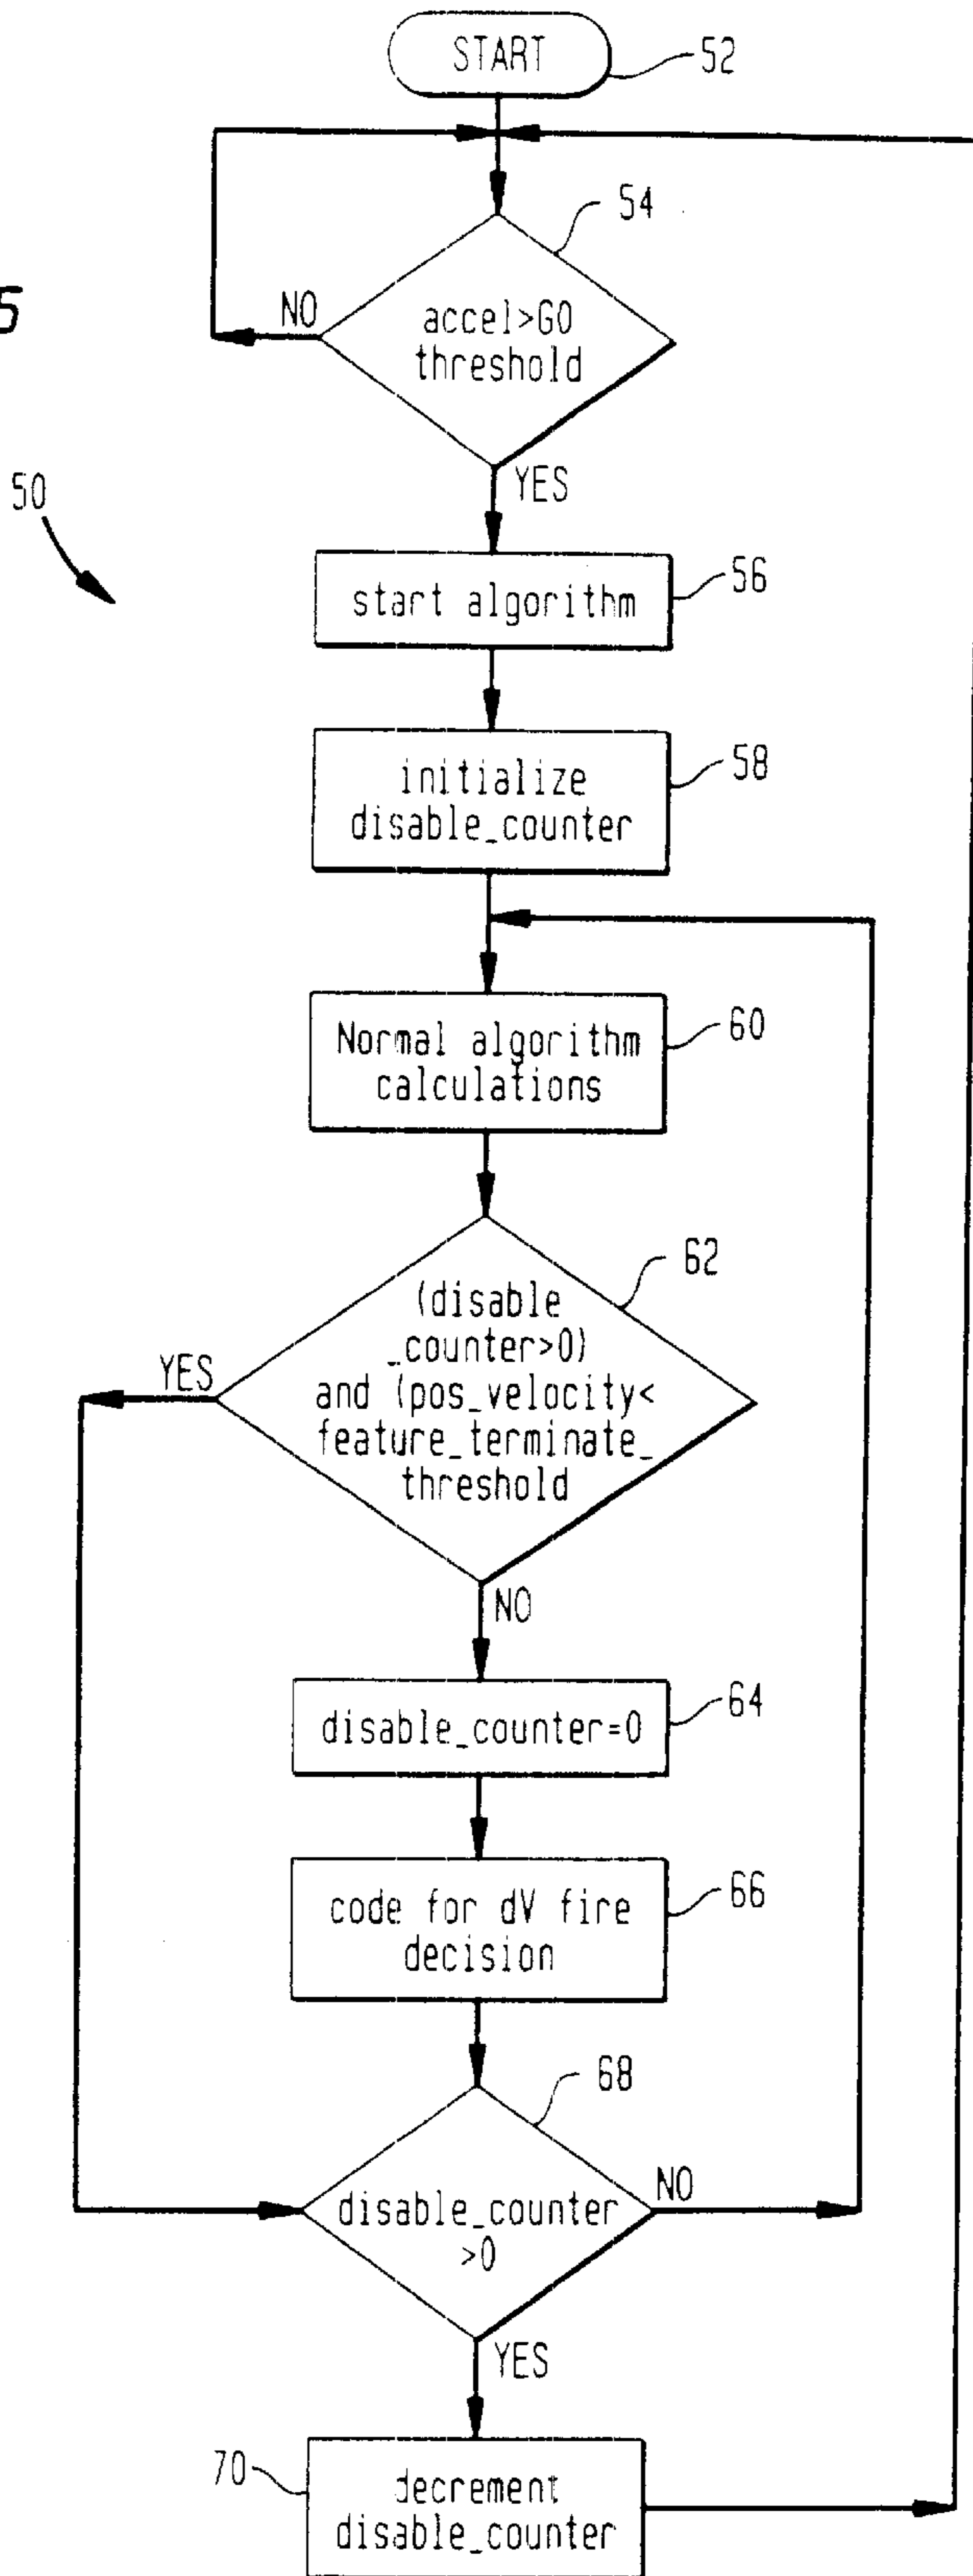 START
52
54
5
NO
accel>G0
threshold
YES
50
start algorithm
56
initialize
disable_counter
58
Normal algorithm
calculations
60
62
(disable
_counter>0)
and (pos_velocity<
feature_terminate_
threshold
YES
NO
disable_counter=0
64
code for dV fire
decision
66
68
disable_counter
>0
NO
YES
70
decrement
disable_counter